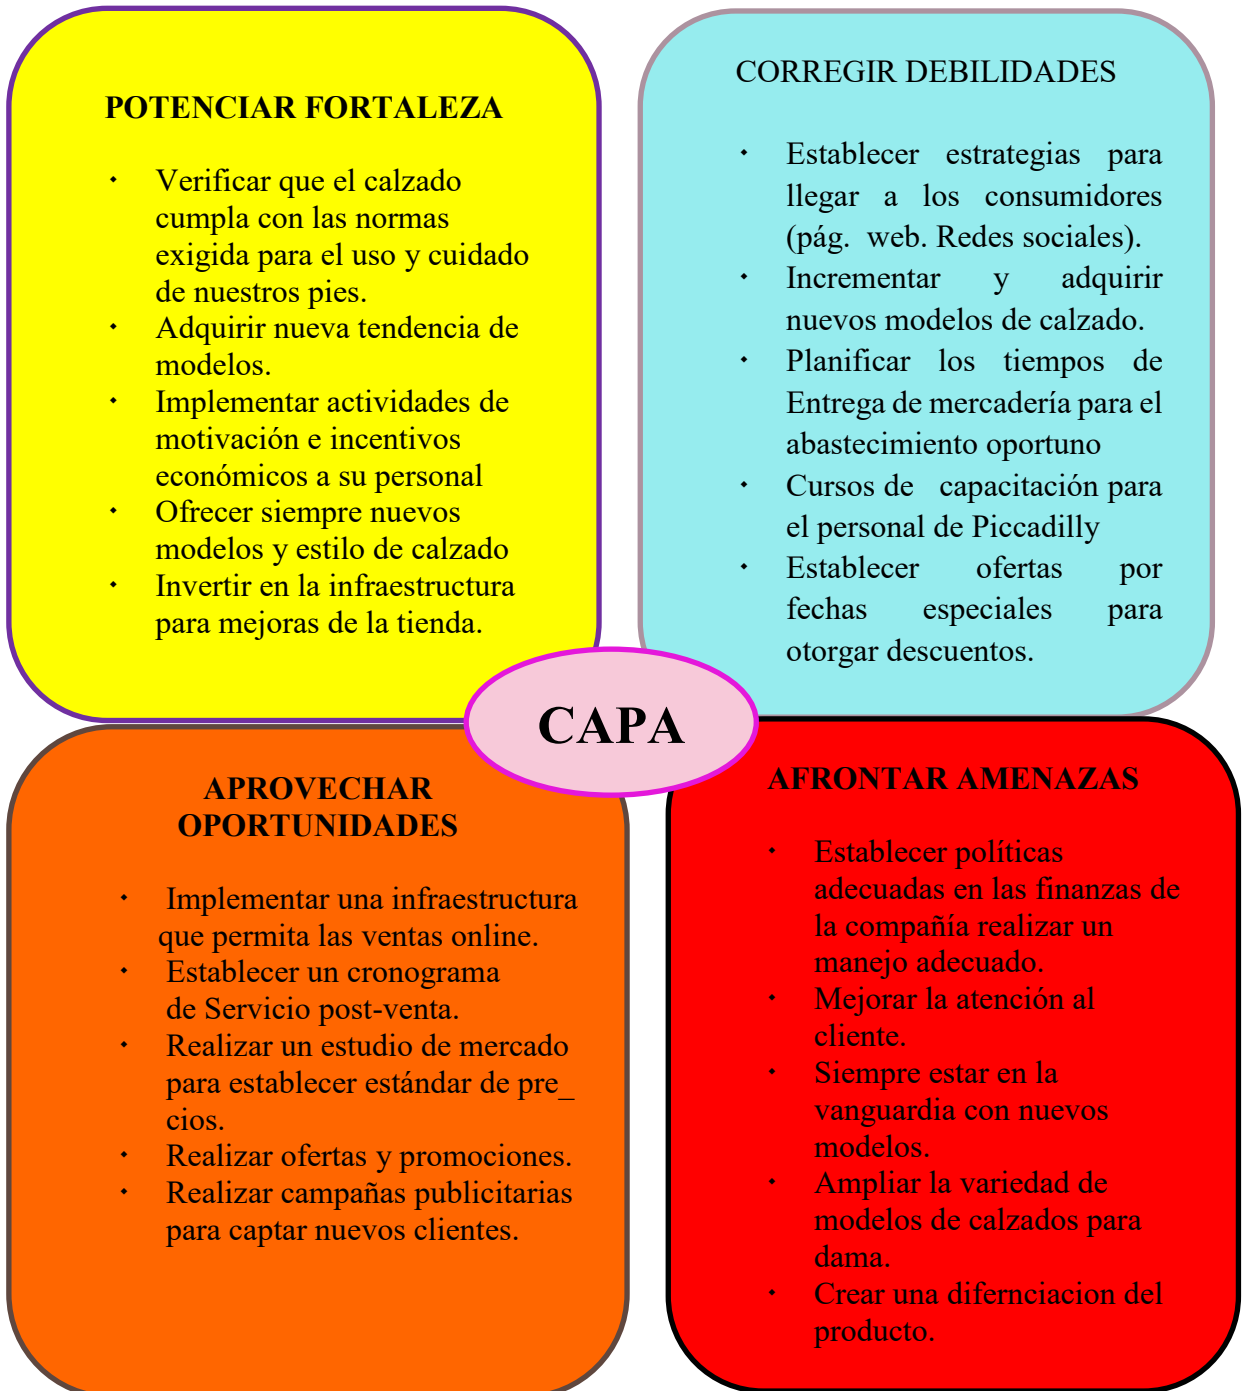 POTENCIAR FORTALEZA
· Verificar que el calzado
cumpla con las normas
exigida para el uso y cuidado
de nuestros pies.
· Adquirir nueva tendencia de
modelos.
· Implementar actividades de
motivación e incentivos
económicos a su personal
· Ofrecer siempre nuevos
modelos y estilo de calzado
· Invertir en la infraestructura
para mejoras de la tienda.
CORREGIR DEBILIDADES
· Establecer estrategias para
llegar a los consumidores
(pág. web. Redes sociales).
· Incrementar y adquirir
nuevos modelos de calzado.
· Planificar los tiempos de
Entrega de mercadería para el
abastecimiento oportuno
· Cursos de capacitación para
el personal de Piccadilly
· Establecer ofertas por
fechas especiales para
otorgar descuentos.
CAPA
APROVECHAR
OPORTUNIDADES
· Implementar una infraestructura
que permita las ventas online.
· Establecer un cronograma
de Servicio post-venta.
· Realizar un estudio de mercado
para establecer estándar de pre_
cios.
· Realizar ofertas y promociones.
· Realizar campañas publicitarias
para captar nuevos clientes.
AFRONTAR AMENAZAS
· Establecer políticas
adecuadas en las finanzas de
la compañía realizar un
manejo adecuado.
· Mejorar la atención al
cliente.
· Siempre estar en la
vanguardia con nuevos
modelos.
· Ampliar la variedad de
modelos de calzados para
dama.
· Crear una difernciacion del
producto.